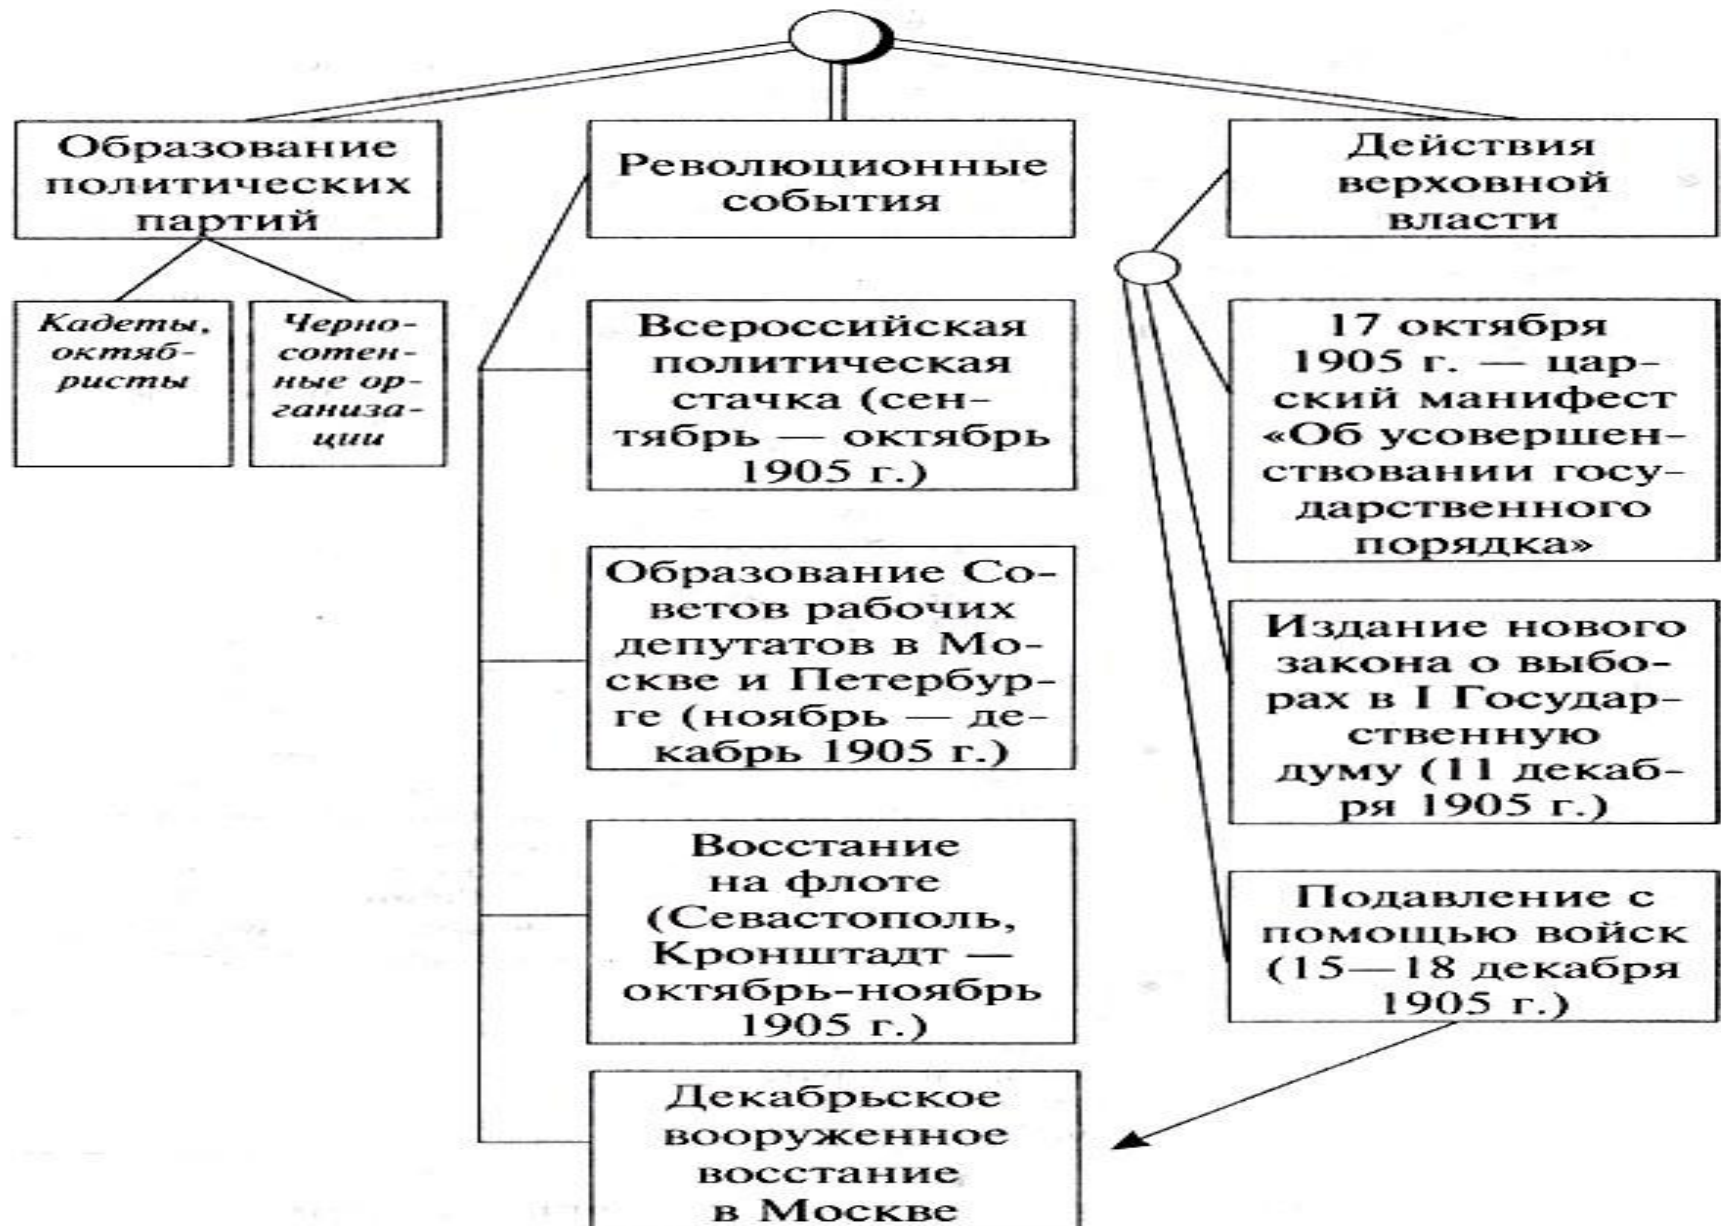 Образование
политических
партий
Кадеты,
октяб-
ристы
Черно-
сотен-
ные ор-
ганиза-
ции
Революционные
события
Всероссийская
политическая
стачка (сен-
тябрь — октябрь
1905 г.)
Образование Со-
ветов рабочих
депутатов в Мо-
скве и Петербур-
ге (ноябрь — де-
кабрь 1905 г.)
Восстание
на флоте
(Севастополь,
Кронштадт —
октябрь-ноябрь
1905 г.)
Декабрьское
вооруженное
восстание
в Москве
Действия
верховной
власти
17 октября
1905 г. — цар-
ский манифест
«Об усовершен-
ствовании госу-
дарственного
порядка»
Издание нового
закона о выбо-
рах в I Государ-
ственную
думу (11 декаб-
ря 1905 г.)
Подавление с
помощью войск
(15—18 декабря
1905 г.)